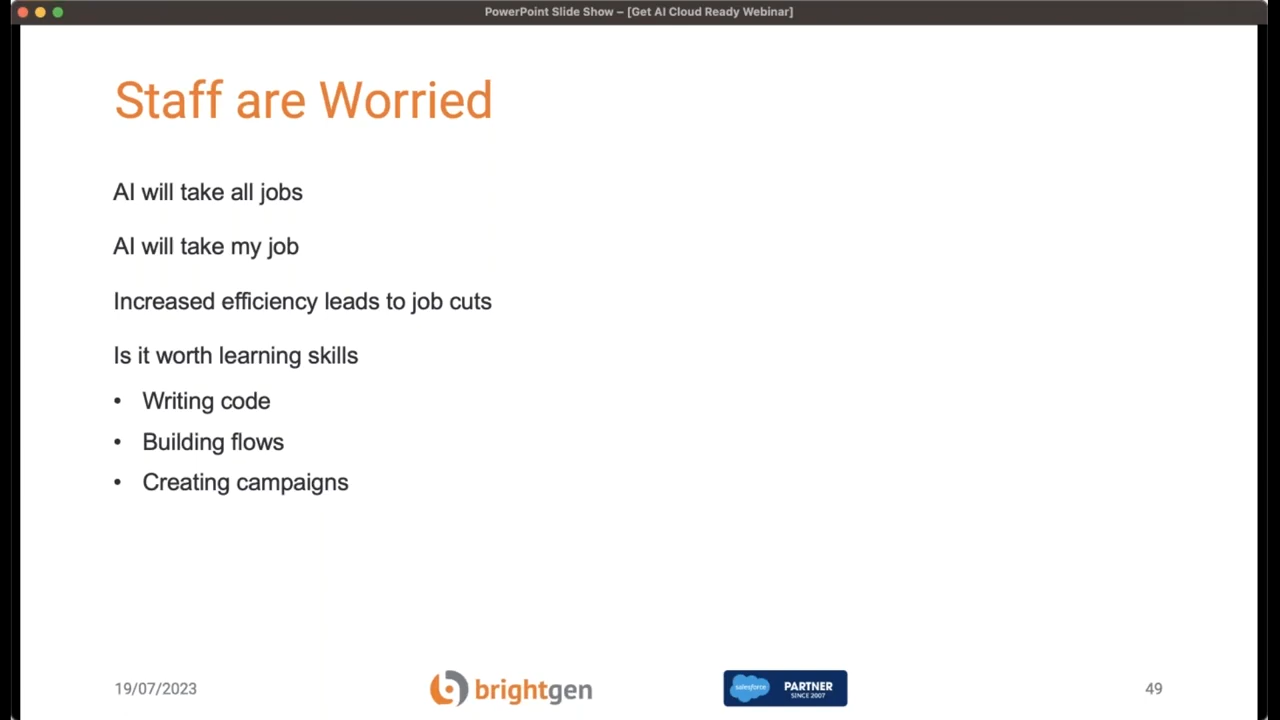 PowerPoint Slide Show – [Get AI Cloud Ready Webinar]
Staff are Worried
AI will take all jobs
AI will take my job
Increased efficiency leads to job cuts
Is it worth learning skills
• Writing code
• Building flows
• Creating campaigns
19/07/2023
brightgen
salesforce
PARTNER
SINCE 2007
49